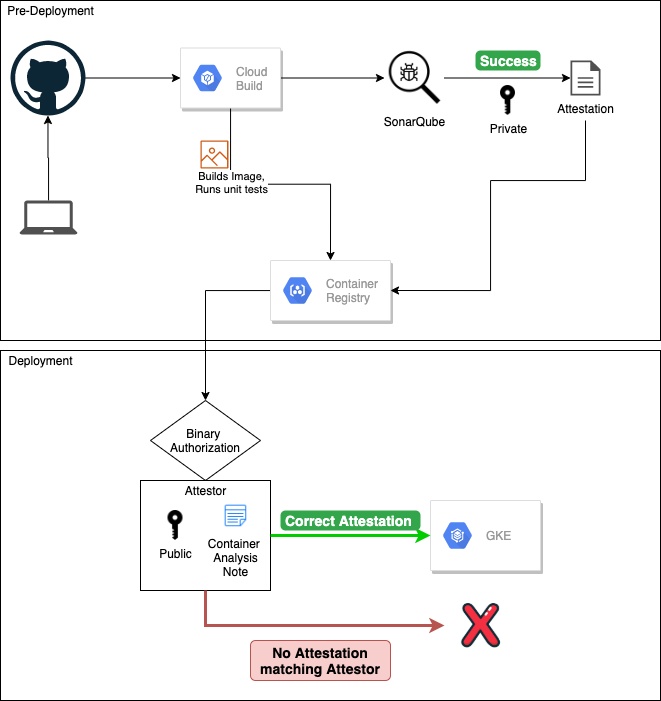 Pre-Deployment
Cloud
Build
Success
SonarQube
Private
Attestation
Builds Image,
Runs unit tests
Container
Registry
Deployment
Binary
Authorization
Attestor
Public
Container
Analysis
Note
Correct Attestation
GKE
No Attestation
matching Attestor